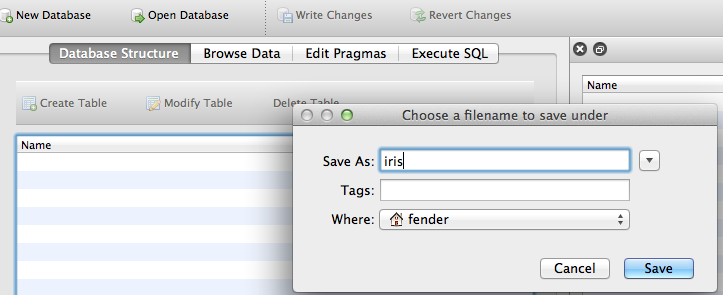 New Database Open Database Write Changes Revert Changes
Database Structure Browse Data Edit Pragmas Execute SQL
Create Table Modify Table Delete Table
Name
Name
Choose a filename to save under
Save As: iris
Tags:
Where: fender
Cancel Save